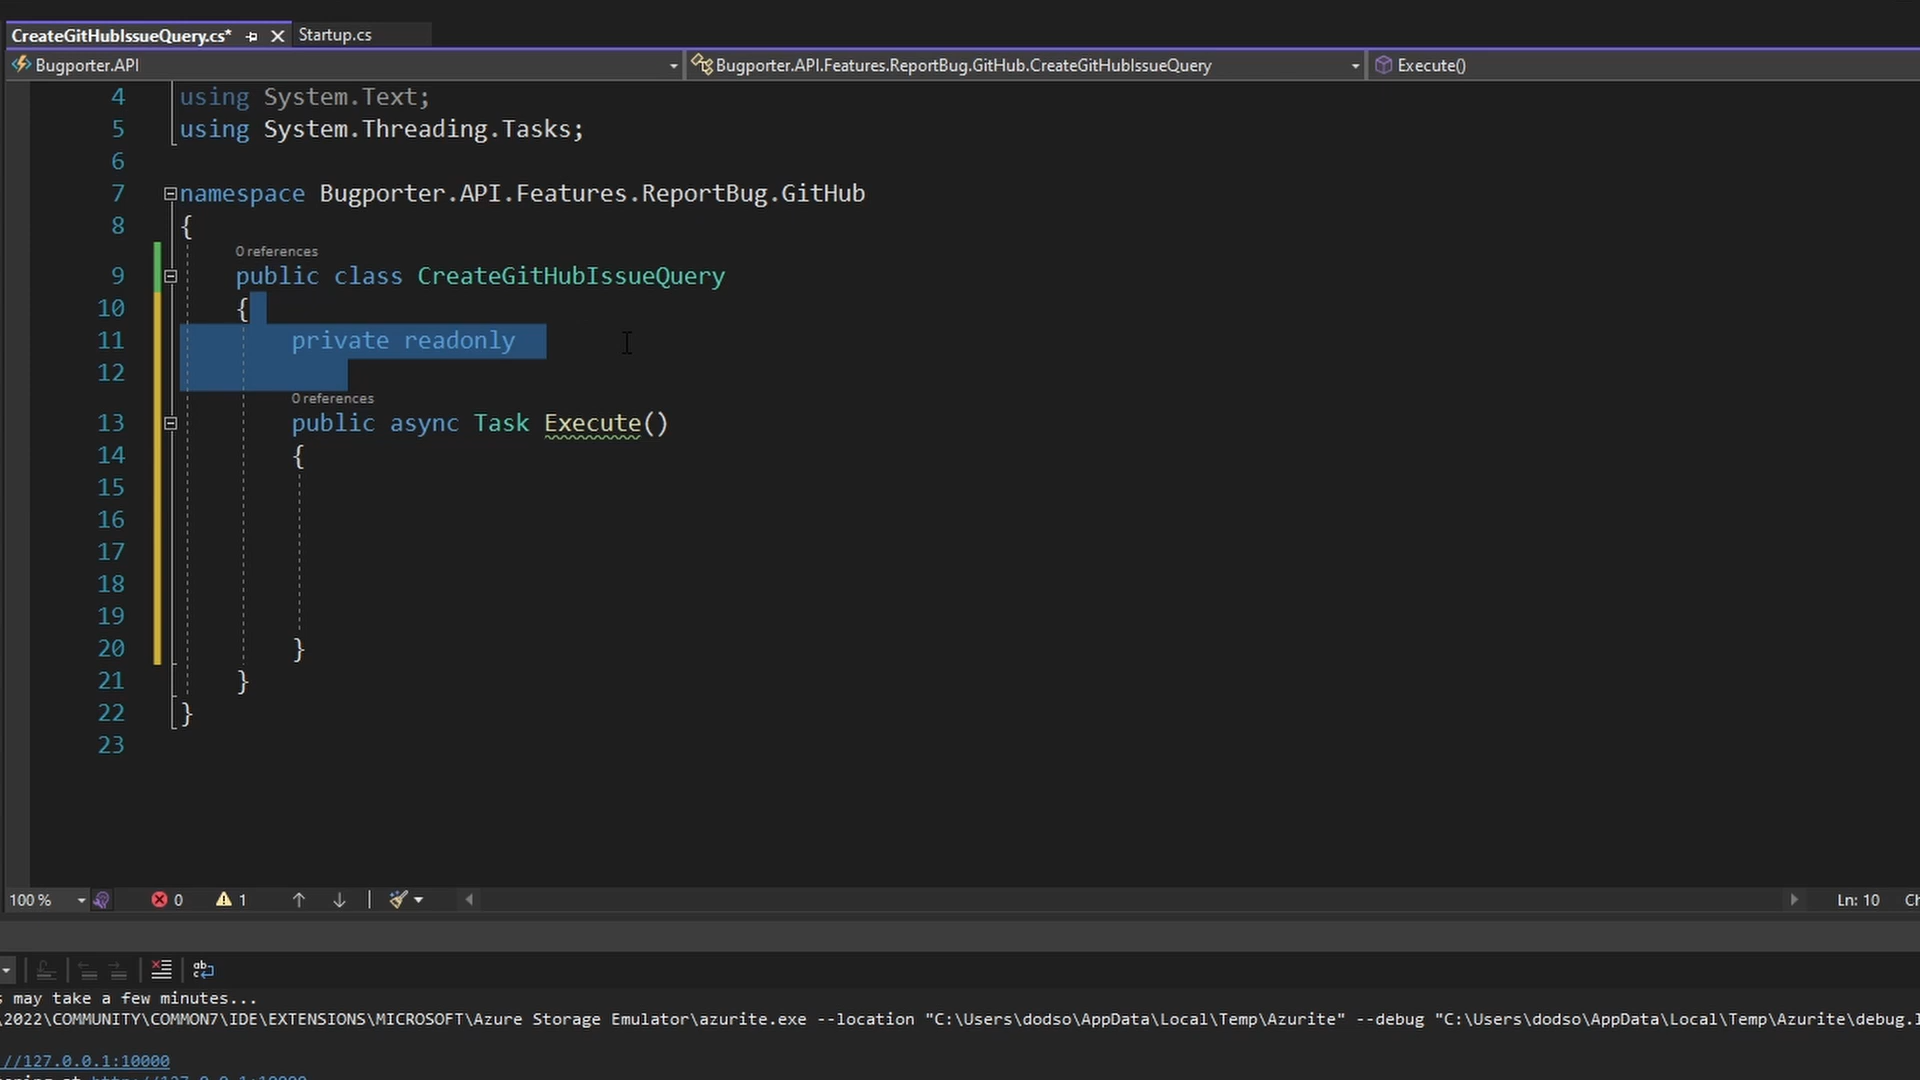 CreateGitHubIssueQuery.cs* Startup.cs
Bugporter.API Bugporter.API.Features.ReportBug.GitHub.CreateGitHubIssueQuery Execute()
4 using System.Text;
5 using System.Threading.Tasks;
6
7 namespace Bugporter.API.Features.ReportBug.GitHub
8 {
0 references
9 public class CreateGitHubIssueQuery
10 {
11 private readonly
12
0 references
13 public async Task Execute()
14 {
15
16
17
18
19
20 }
21 }
22 }
23
100 % 0 1 Ln: 10
s may take a few minutes...
\2022\COMMUNITY\COMMON7\IDE\EXTENSIONS\MICROSOFT\Azure Storage Emulator\azurite.exe --location "C:\Users\dodso\AppData\Local\Temp\Azurite" --debug "C:\Users\dodso\AppData\Local\Temp\Azurite\debug.l
//127.0.0.1:10000